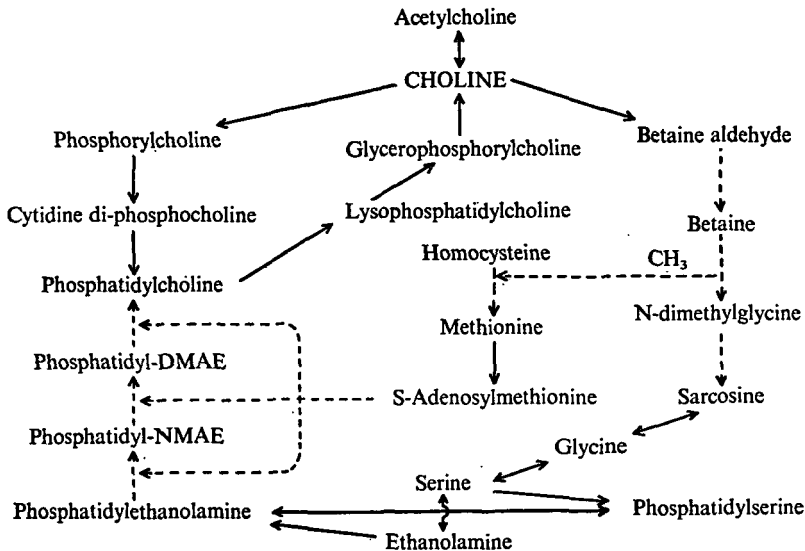 Acetylcholine
CHOLINE
Phosphorylcholine
Glycerophosphorylcholine
Betaine aldehyde
Cytidine di-phosphocholine
Lysophosphatidylcholine
Betaine
Homocysteine
CH₃
Phosphatidylcholine
N-dimethylglycine
Methionine
Phosphatidyl-DMAE
S-Adenosylmethionine
Sarcosine
Phosphatidyl-NMAE
Glycine
Serine
Phosphatidylethanolamine
Phosphatidylserine
Ethanolamine